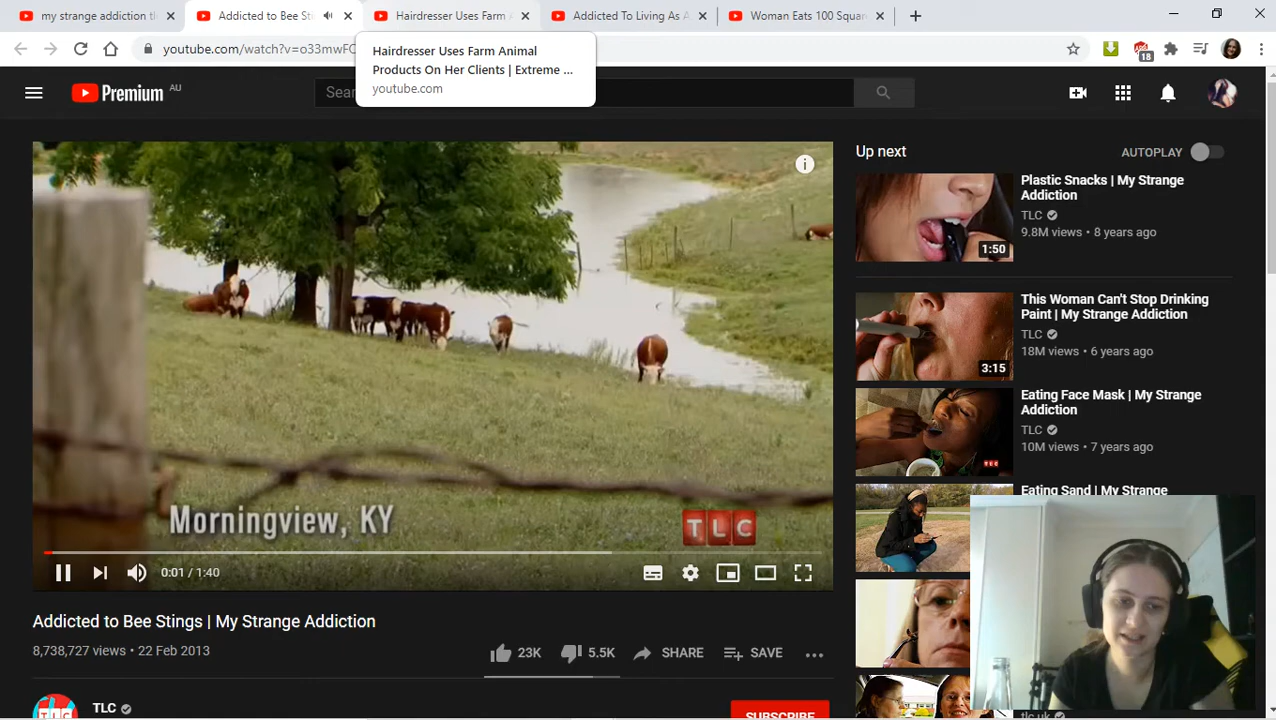 my strange addiction t
Addicted to Bee Sti
Hairdresser Uses Farm A
Addicted To Living As A
Woman Eats 100 Squar
youtube.com/watch?v=o33mwFC
18
Hairdresser Uses Farm Animal
Products On Her Clients | Extreme ...
youtube.com
Premium AU
Sea
Up next
AUTOPLAY
Plastic Snacks | My Strange
Addiction
TLC
9.8M views • 8 years ago
1:50
This Woman Can't Stop Drinking
Paint | My Strange Addiction
TLC
18M views • 6 years ago
3:15
Eating Face Mask | My Strange
Addiction
TLC
10M views • 7 years ago
Eating Sand | My Strange
Morningview, KY
TLC
0:01 / 1:40
Addicted to Bee Stings | My Strange Addiction
8,738,727 views • 22 Feb 2013
23K
5.5K
SHARE
SAVE
TLC
SUBSCRIBE
tlc uk